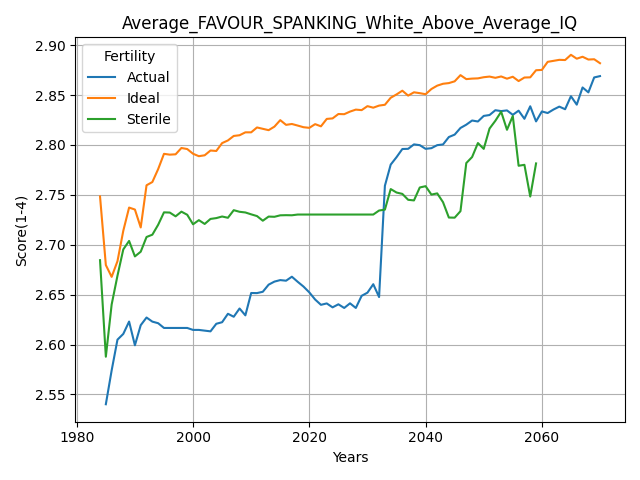 Average_FAVOUR_SPANKING_White_Above_Average_IQ
Fertility
Actual
Ideal
Sterile
Score(1-4)
2.90
2.85
2.80
2.75
2.70
2.65
2.60
2.55
1980
2000
2020
2040
2060
Years